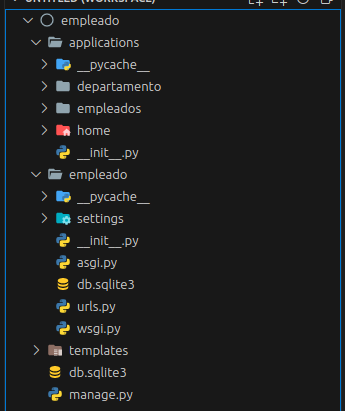 UNTITLED (WORKSPACE)
empleado
applications
__pycache__
departamento
empleados
home
__init__.py
empleado
__pycache__
settings
__init__.py
asgi.py
db.sqlite3
urls.py
wsgi.py
templates
db.sqlite3
manage.py